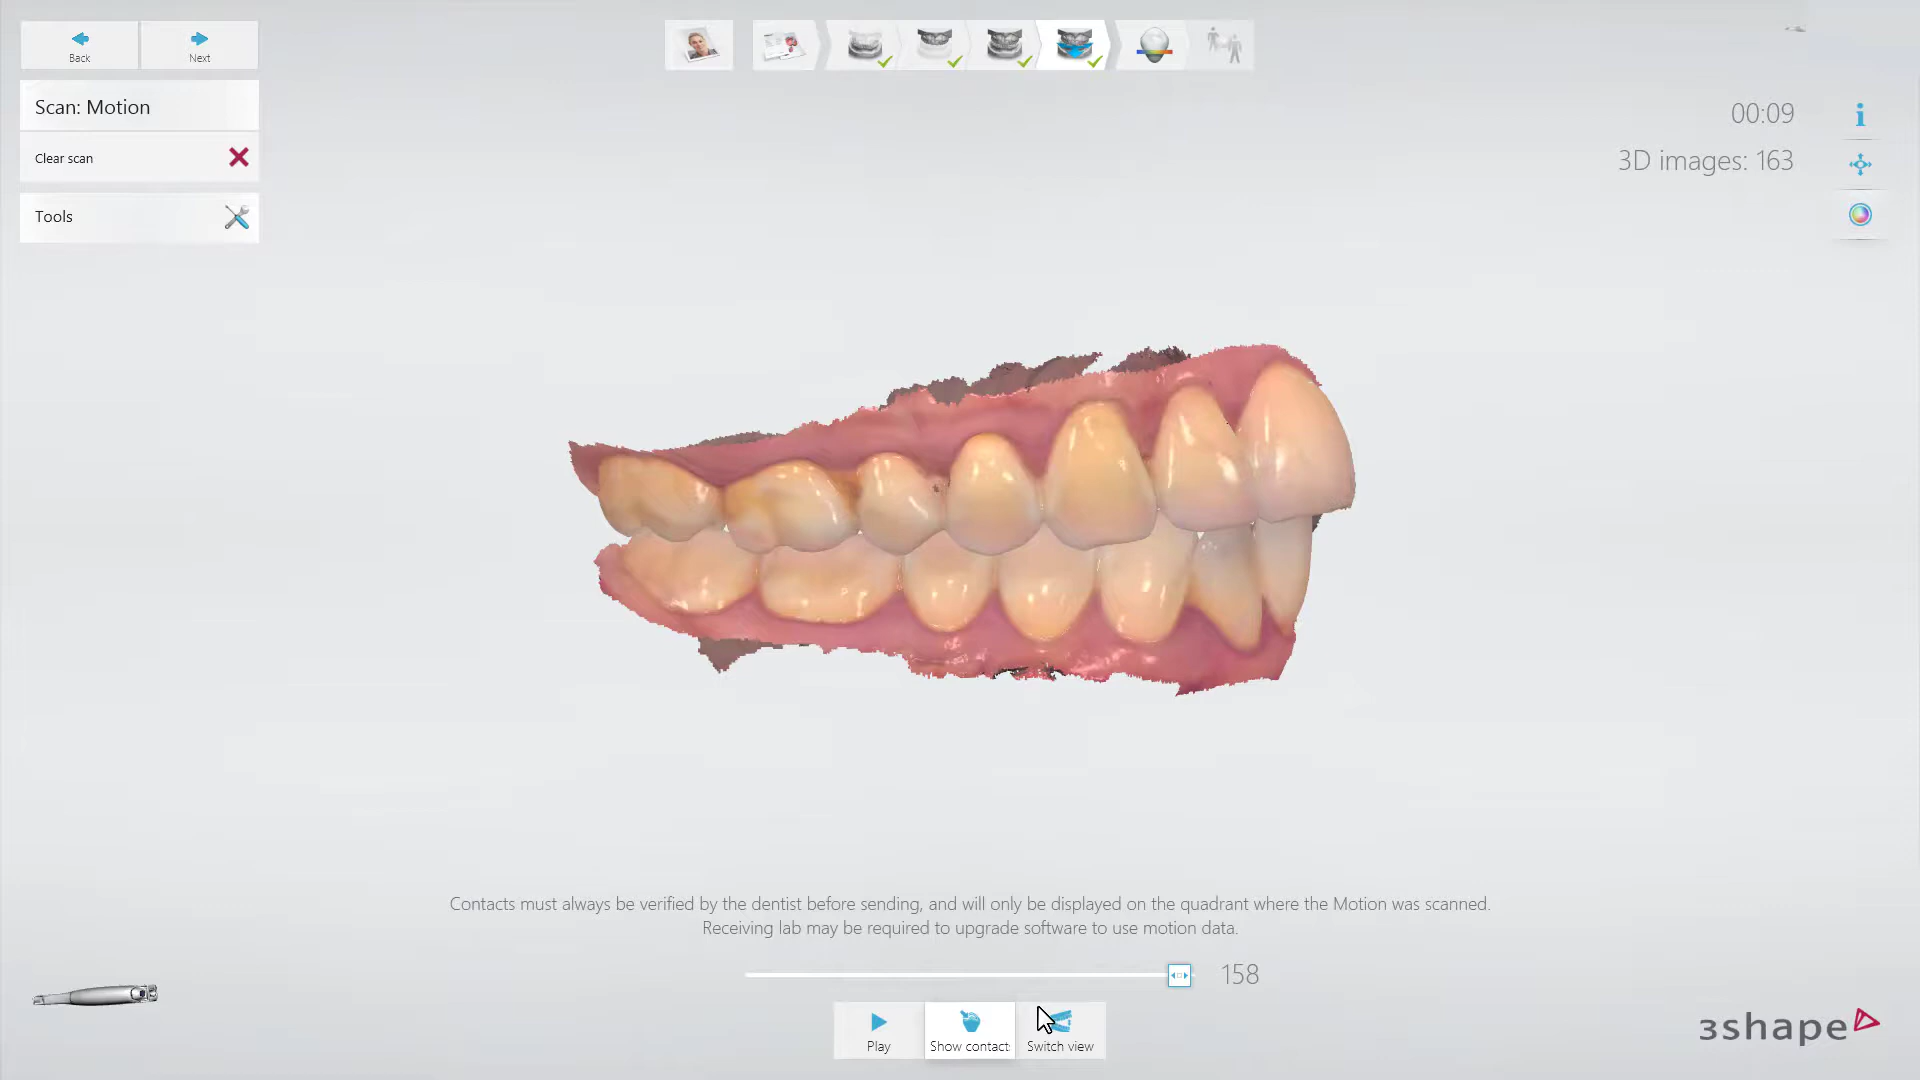 Back
Next
Scan: Motion
Clear scan
Tools
00:09
3D images: 163
Contacts must always be verified by the dentist before sending, and will only be displayed on the quadrant where the Motion was scanned.
Receiving lab may be required to upgrade software to use motion data.
158
Play
Show contact
Switch view
3shape